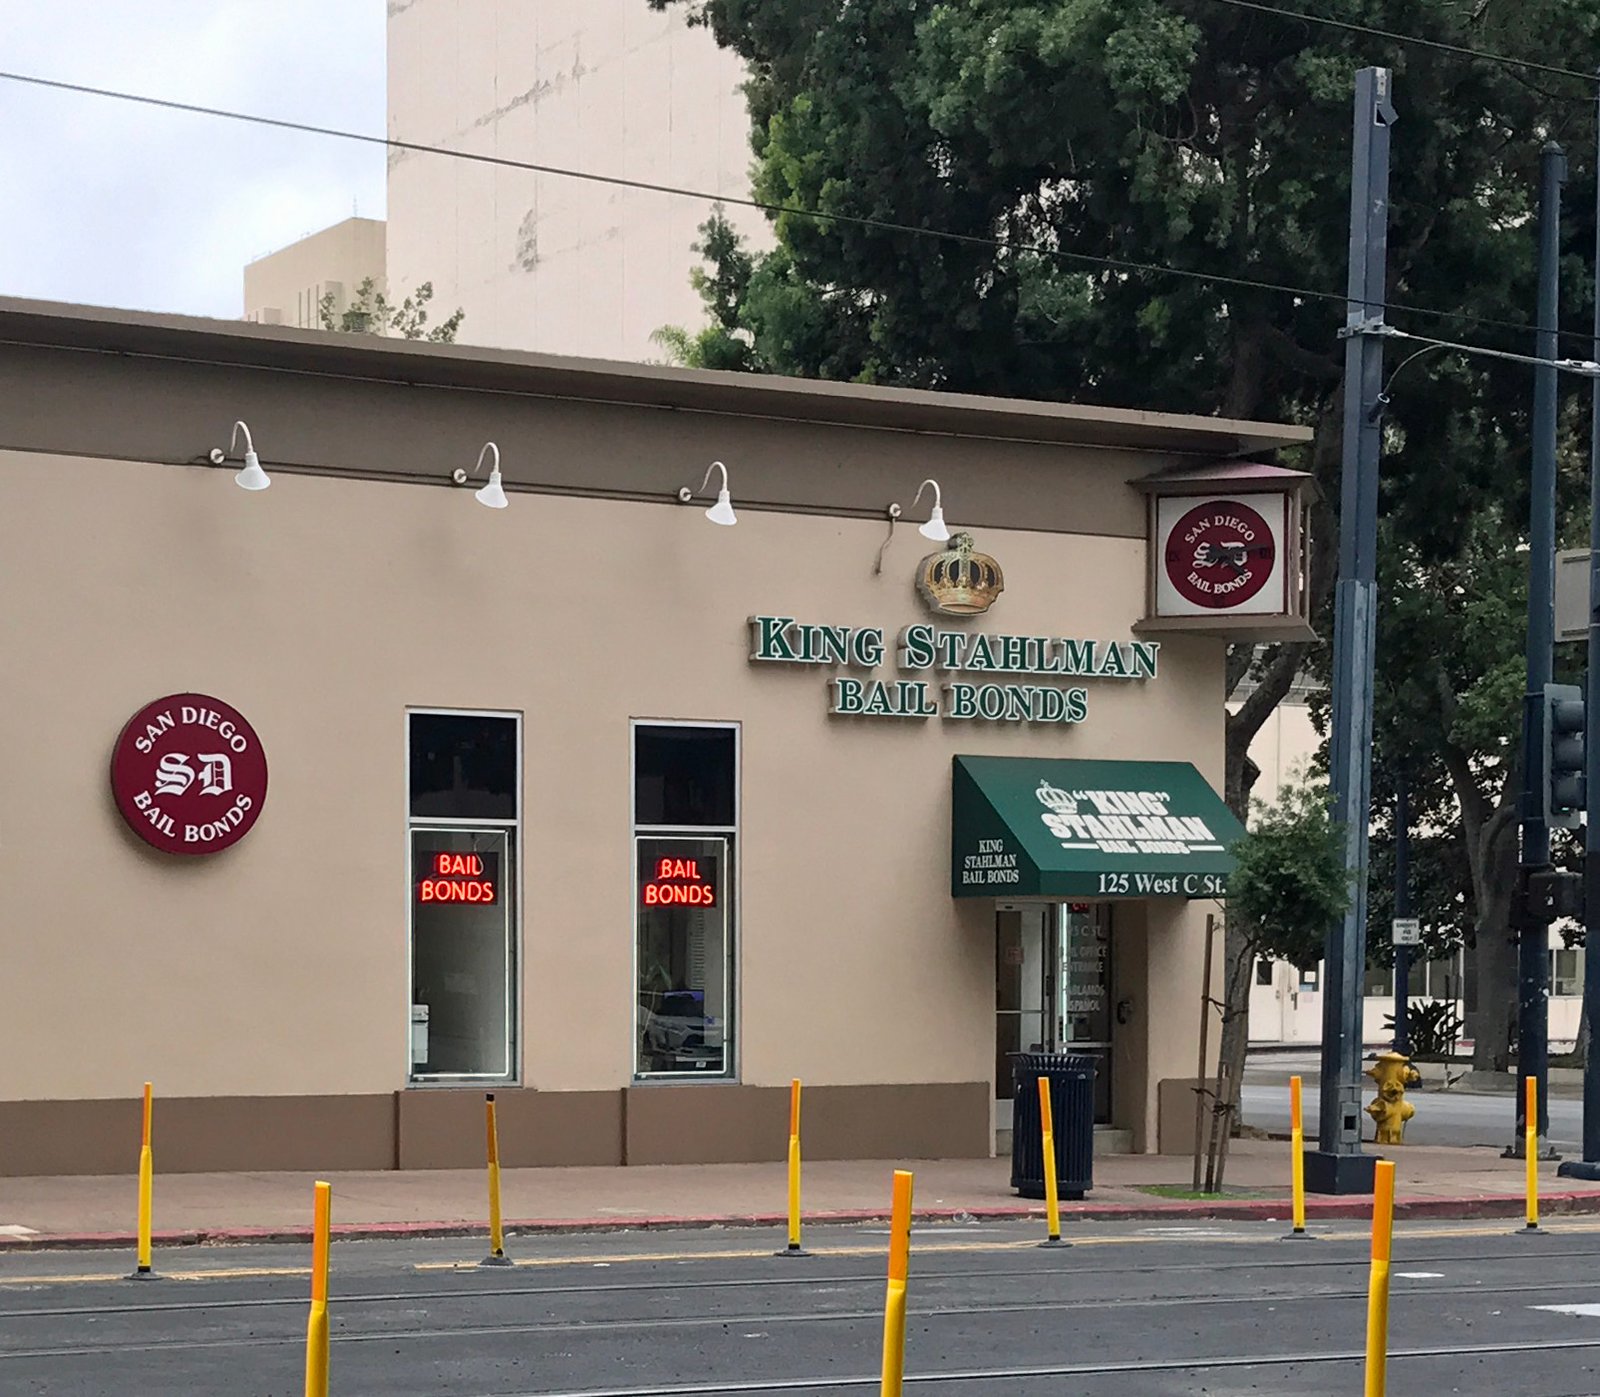 SAN DIEGO
SD
BAIL BONDS
KING STAHLMAN
BAIL BONDS
SAN DIEGO
SD
BAIL BONDS
"KING"
STAHLMAN
BAIL BONDS
KING
STAHLMAN
BAIL BONDS
125 West C St.
BAIL
BONDS
BAIL
BONDS
C ST.